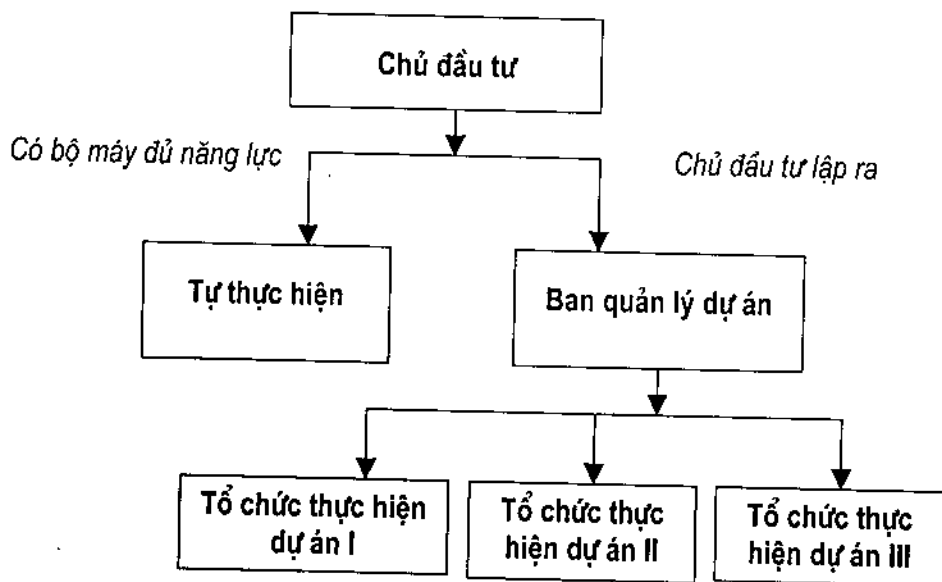 Chủ đầu tư
Có bộ máy đủ năng lực
Chủ đầu tư lập ra
Tự thực hiện
Ban quản lý dự án
Tổ chức thực hiện
dự án I
Tổ chức thực
hiện dự án II
Tổ chức thực
hiện dự án III